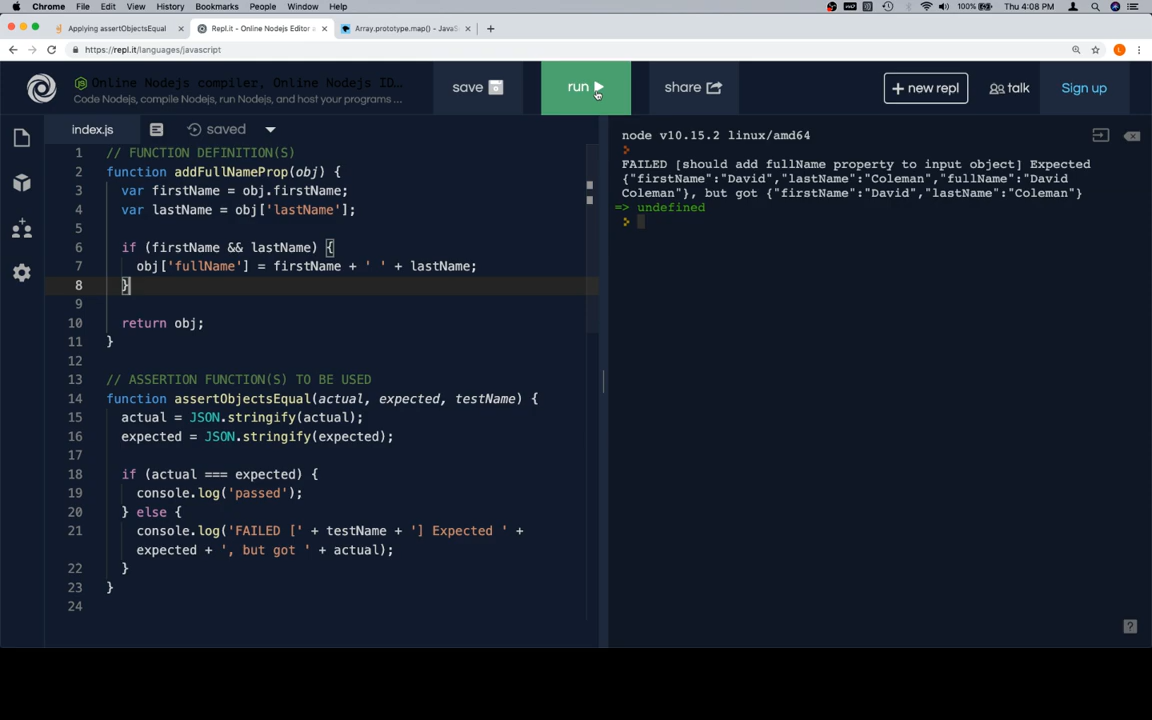 Chrome File Edit View History Bookmarks People Window Help 100% Thu 4:08 PM
Applying assertObjectsEqual Repl.it - Online Nodejs Editor a Array.prototype.map() - JavaS
https://repl.it/languages/javascript
Online Nodejs compiler, Online Nodejs ID...
Code Nodejs, compile Nodejs, run Nodejs, and host your programs ...
save run share + new repl talk Sign up
index.js saved
1 // FUNCTION DEFINITION(S)
2 function addFullNameProp(obj) {
3 var firstName = obj.firstName;
4 var lastName = obj['lastName'];
5
6 if (firstName && lastName) {
7 obj['fullName'] = firstName + ' ' + lastName;
8 }
9
10 return obj;
11 }
12
13 // ASSERTION FUNCTION(S) TO BE USED
14 function assertObjectsEqual(actual, expected, testName) {
15 actual = JSON.stringify(actual);
16 expected = JSON.stringify(expected);
17
18 if (actual === expected) {
19 console.log('passed');
20 } else {
21 console.log('FAILED [' + testName + '] Expected ' +
expected + ', but got ' + actual);
22 }
23 }
24
node v10.15.2 linux/amd64
FAILED [should add fullName property to input object] Expected
{"firstName":"David","lastName":"Coleman","fullName":"David
Coleman"}, but got {"firstName":"David","lastName":"Coleman"}
=> undefined
?